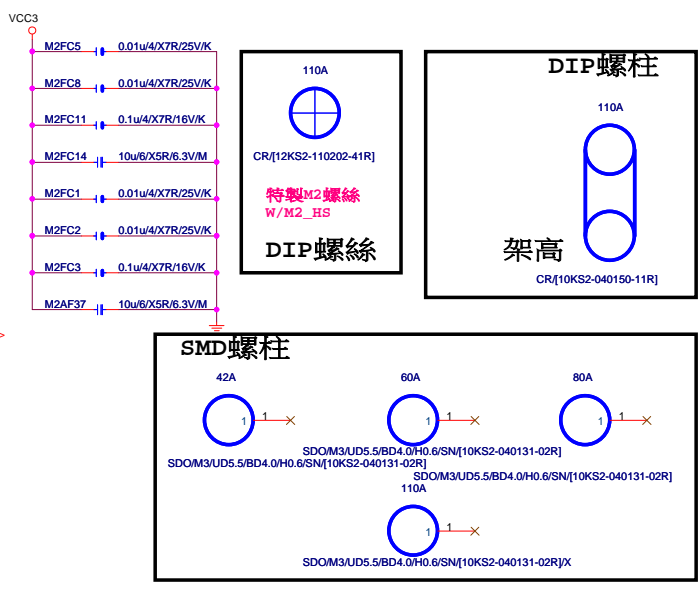 VCC3
M2FC5 0.01u/4/X7R/25V/K
M2FC8 0.01u/4/X7R/25V/K
M2FC11 0.1u/4/X7R/16V/K
M2FC14 10u/6/X5R/6.3V/M
M2FC1 0.01u/4/X7R/25V/K
M2FC2 0.01u/4/X7R/25V/K
M2FC3 0.1u/4/X7R/16V/K
M2AF37 10u/6/X5R/6.3V/M
110A
CR/[12KS2-110202-41R]
特製M2螺絲
W/M2_HS
DIP螺絲
DIP螺柱
110A
架高
CR/[10KS2-040150-11R]
SMD螺柱
42A
1 1
SDO/M3/UD5.5/BD4.0/H0.6/SN/[10KS2-040131-02R]
60A
1 1
SDO/M3/UD5.5/BD4.0/H0.6/SN/[10KS2-040131-02R]
80A
1 1
SDO/M3/UD5.5/BD4.0/H0.6/SN/[10KS2-040131-02R]
110A
1 1
SDO/M3/UD5.5/BD4.0/H0.6/SN/[10KS2-040131-02R]/X